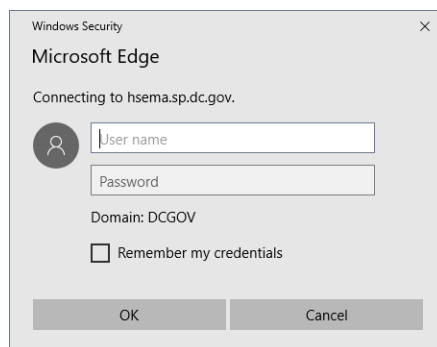 Windows Security
Microsoft Edge
Connecting to hsema.sp.dc.gov.
User name
Password
Domain: DCGOV
Remember my credentials
OK Cancel